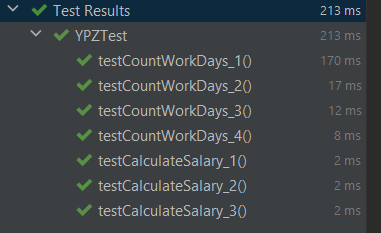 Test Results 213 ms
YPZTest 213 ms
testCountWorkDays_1() 170 ms
testCountWorkDays_2() 17 ms
testCountWorkDays_3() 12 ms
testCountWorkDays_4() 8 ms
testCalculateSalary_1() 2 ms
testCalculateSalary_2() 2 ms
testCalculateSalary_3() 2 ms